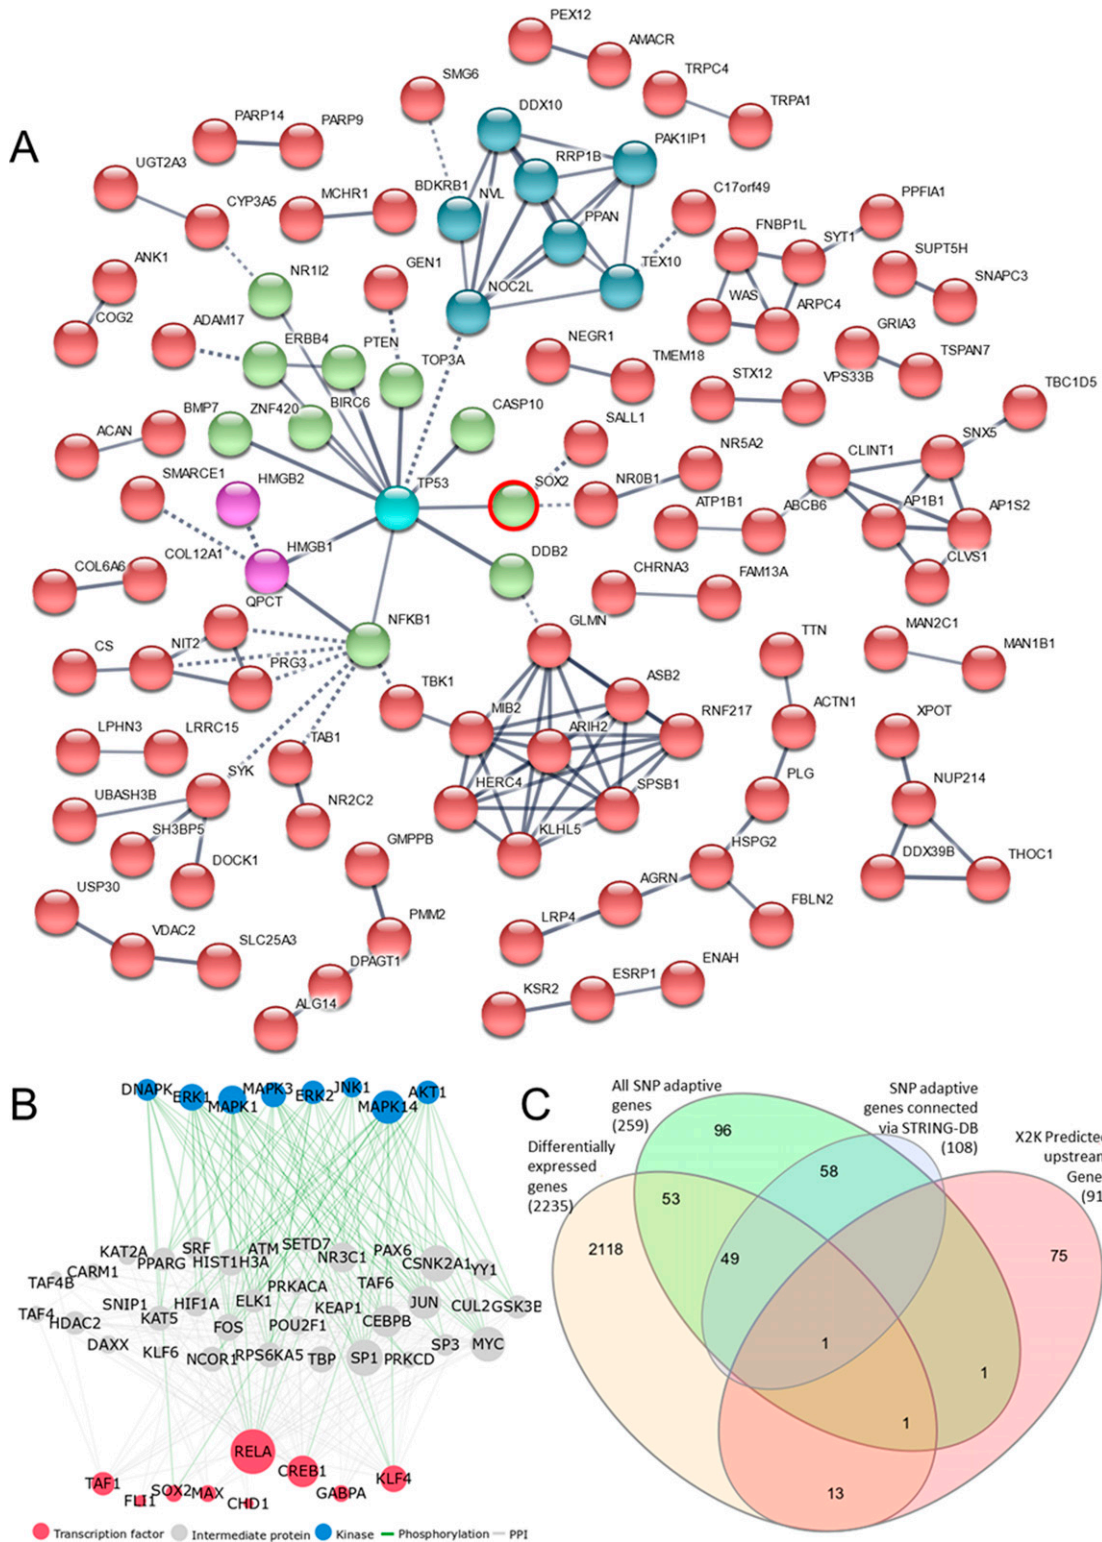 PEX12
AMACR
SMG6
TRPC4
DDX10
TRPA1
A
PARP14
PARP9
PAK1IP1
RRP1B
UGT2A3
MCHR1
BDKRB1
NVL
C17orf49
CYP3A5
PPAN
FNBP1L
SYT1
PPFIA1
ANK1
NR1I2
GEN1
NOC2L
TEX10
SUPT5H
WAS
ARPC4
SNAPC3
COG2
ADAM17
ERBB4
PTEN
TOP3A
NEGR1
TMEM18
GRIA3
TSPAN7
STX12
VPS33B
TBC1D5
BMP7
ZNF420
BIRC6
CASP10
SALL1
ACAN
SNX5
NR5A2
CLINT1
SMARCE1
HMGB2
TP53
SOX2
NR0B1
ATP1B1
ABCB6
AP1B1
AP1S2
COL12A1
HMGB1
DDB2
CLVS1
COL6A6
CHRNA3
FAM13A
QPCT
NFKB1
GLMN
MAN2C1
MAN1B1
CS
NIT2
PRG3
TTN
TBK1
ASB2
MIB2
ARIH2
RNF217
ACTN1
XPOT
LPHN3
LRRC15
TAB1
SYK
HERC4
SPSB1
PLG
NUP214
UBASH3B
NR2C2
SH3BP5
KLHL5
DOCK1
GMPPB
HSPG2
DDX39B
THOC1
USP30
AGRN
VDAC2
SLC25A3
PMM2
LRP4
FBLN2
DPAGT1
ENAH
ESRP1
ALG14
KSR2
B
DNAPK
ERK1
MAPK1
MAPK3
ERK2
JNK1
MAPK14
AKT1
KAT2A
SRF
ATM
SETD7
PAX6
PPARG
HIST1H3A
NR3C1
CSNK2A1
YY1
TAF4B
CARM1
PRKACA
TAF6
SNIP1
HIF1A
ELK1
KEAP1
JUN
CUL2
GSK3B
TAF4
HDAC2
KAT5
FOS
POU2F1
CEBPB
DAXX
KLF6
NCOR1
RPS6KA5
TBP
SP1
PRKCD
SP3
MYC
RELA
TAF1
CREB1
KLF4
FLI1
SOX2
MAX
CHD1
GABPA
Transcription factor
Intermediate protein
Kinase
Phosphorylation
PPI
C
All SNP adaptive
genes
(259)
SNP adaptive
genes connected
via STRING-DB
(108)
Differentially
expressed
genes
(2235)
X2K Predicted
upstream
Gene
(91
96
58
53
2118
49
75
1
1
1
13